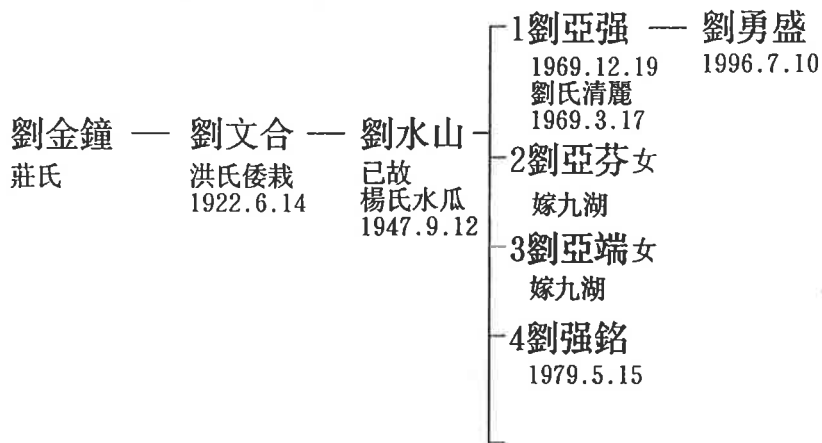 劉金鐘 — 劉文合 — 劉水山
莊氏
洪氏倭栽
1922.6.14
已故
楊氏水瓜
1947.9.12
1劉亞强 — 劉勇盛
1969.12.19
劉氏清麗
1969.3.17
1996.7.10
2劉亞芬女
嫁九湖
3劉亞端女
嫁九湖
4劉强銘
1979.5.15